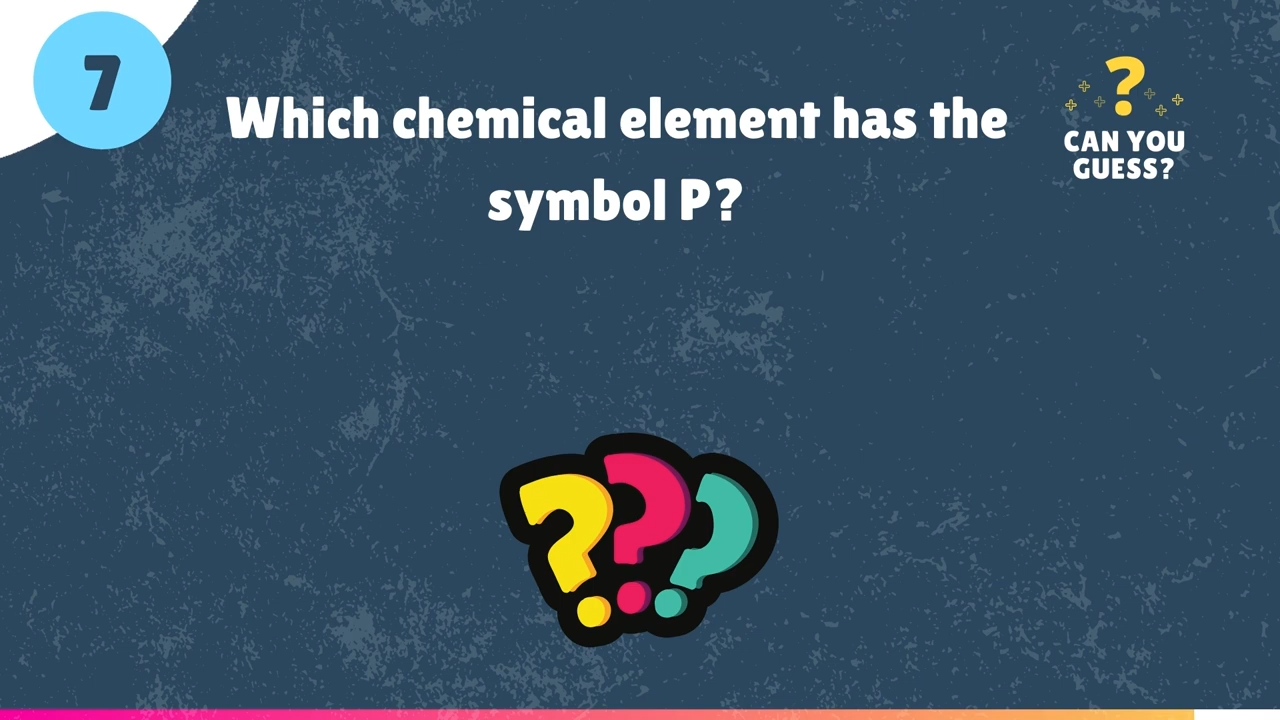 7
Which chemical element has the
symbol P?
?
CAN YOU
GUESS?
???